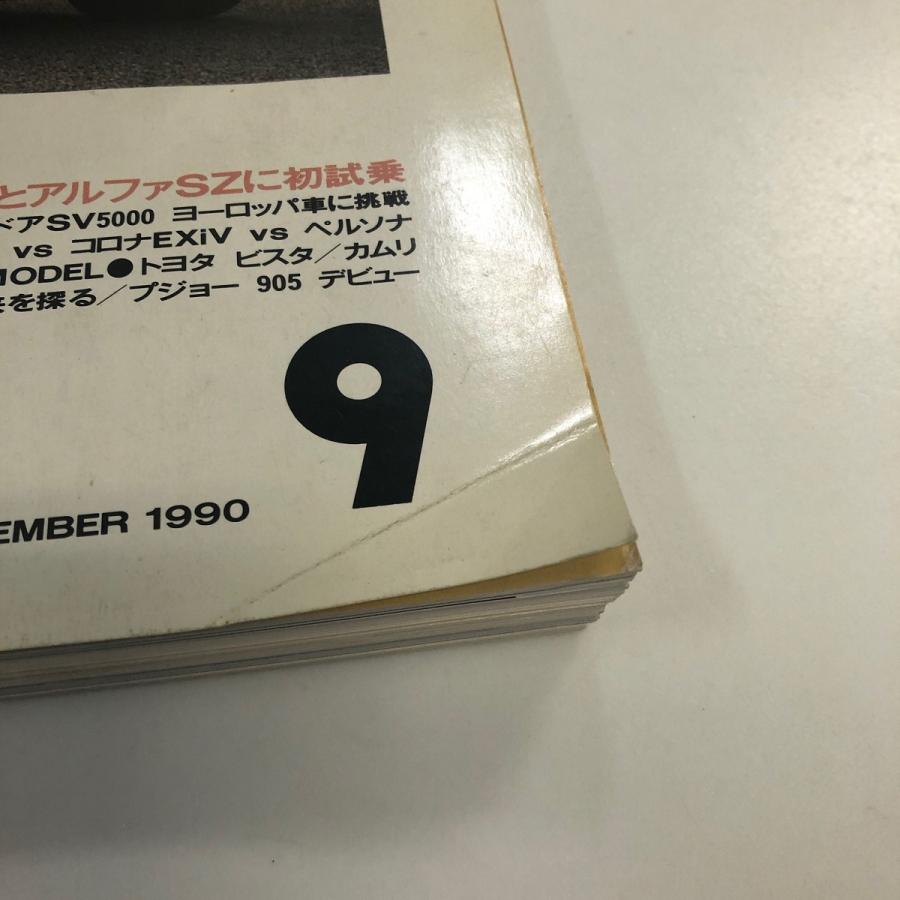 とアルファSZに初試乗
ドアSV5000 ヨーロッパ車に挑戦
vs コロナEXiV vs ペルソナ
MODEL●トヨタ ビスタ/カムリ
を探る/プジョー 905 デビュー
9
EMBER 1990